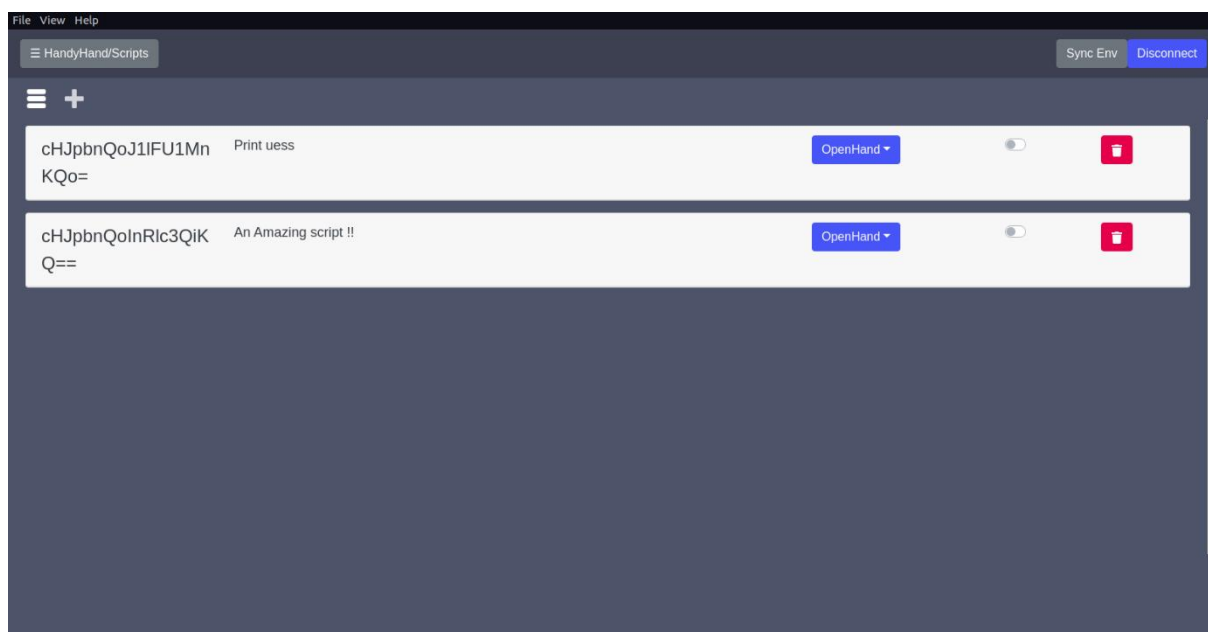 File View Help
☰ HandyHand/Scripts
Sync Env Disconnect
cHJpbnQoJ1lFU1Mn Print uess OpenHand
KQo=
cHJpbnQoInRlc3QiK An Amazing script !! OpenHand
Q==